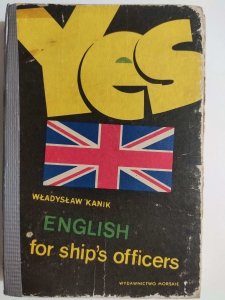 Yes
WŁADYSŁAW KANIK
ENGLISH
for ship's officers
WYDAWNICTWO MORSKIE